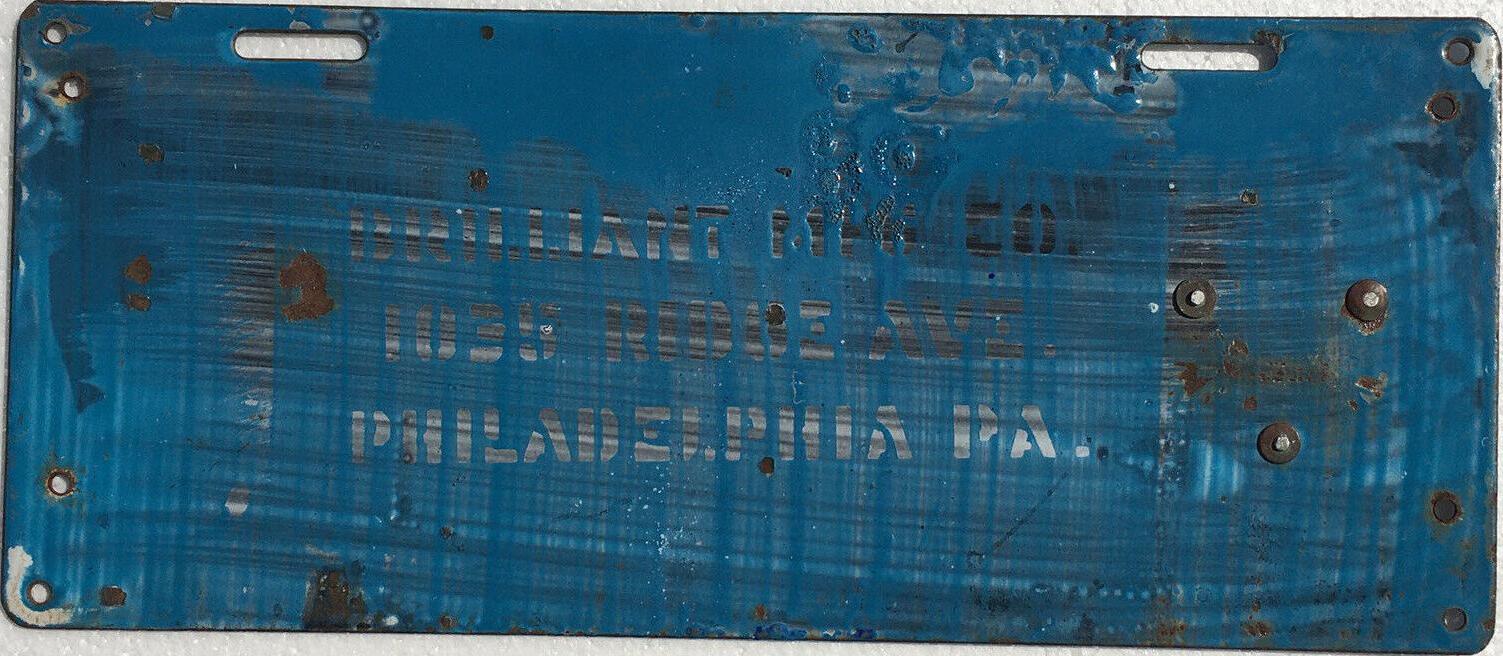 BRILLIANT MFG CO.
1035 RIDGE AVE.
PHILADELPHIA PA.